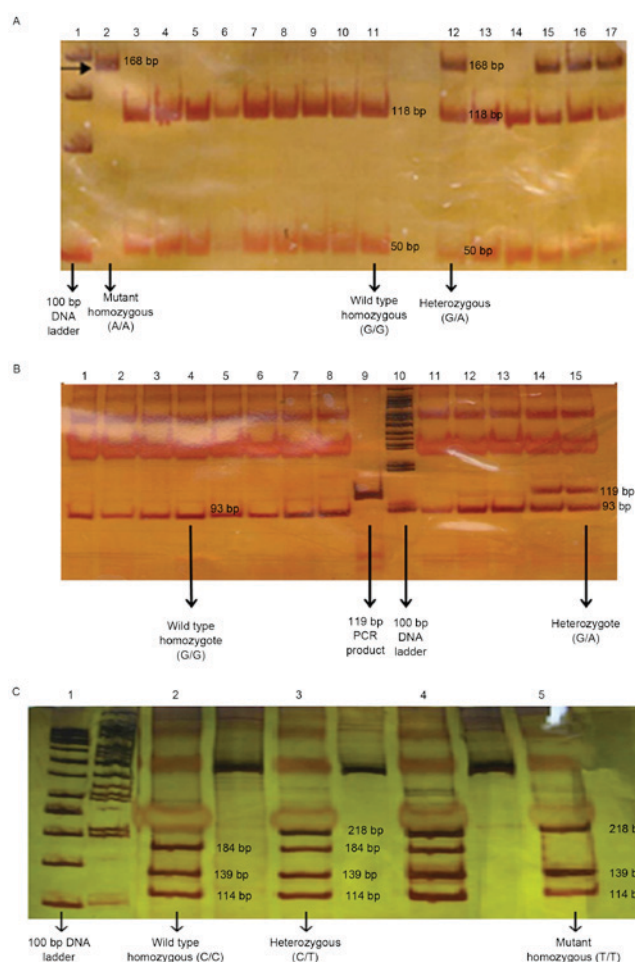 A
1 2 3 4 5 6 7 8 9 10 11 12 13 14 15 16 17
168 bp 168 bp
118 bp 118 bp
50 bp 50 bp
100 bp
DNA
ladder
Mutant
homozygous
(A/A)
Wild type
homozygous
(G/G)
Heterozygous
(G/A)
B
1 2 3 4 5 6 7 8 9 10 11 12 13 14 15
119 bp
93 bp 93 bp
Wild type
homozygote
(G/G)
119 bp
PCR
product
100 bp
DNA
ladder
Heterozygote
(G/A)
C
1 2 3 4 5
218 bp 218 bp
184 bp 184 bp
139 bp 139 bp 139 bp
114 bp 114 bp 114 bp
100 bp DNA
ladder
Wild type
homozygous (C/C)
Heterozygous
(C/T)
Mutant
homozygous (T/T)